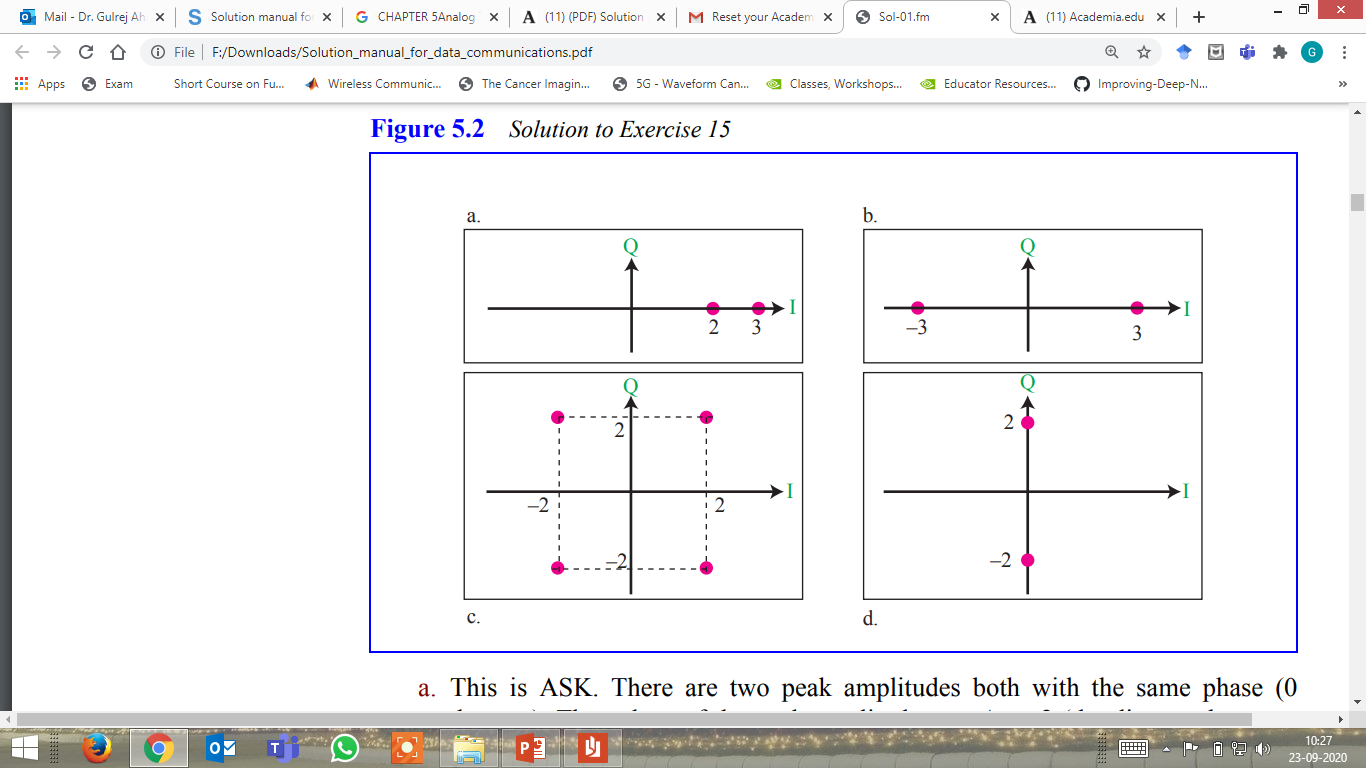 Mail - Dr. Gulrej Ah
Solution manual fo
CHAPTER 5Analog
(11) (PDF) Solution
Reset your Academ
Sol-01.fm
(11) Academia.edu
File
F:/Downloads/Solution_manual_for_data_communications.pdf
G
Apps
Exam
Short Course on Fu...
Wireless Communic...
The Cancer Imagin...
5G - Waveform Can...
Classes, Workshops...
Educator Resources...
Improving-Deep-N...
»
Figure 5.2 Solution to Exercise 15
a.
Q
I
2 3
b.
Q
I
–3
3
Q
2
I
–2
2
–2
c.
Q
2
I
–2
d.
a. This is ASK. There are two peak amplitudes both with the same phase (0
10:27
23-09-2020